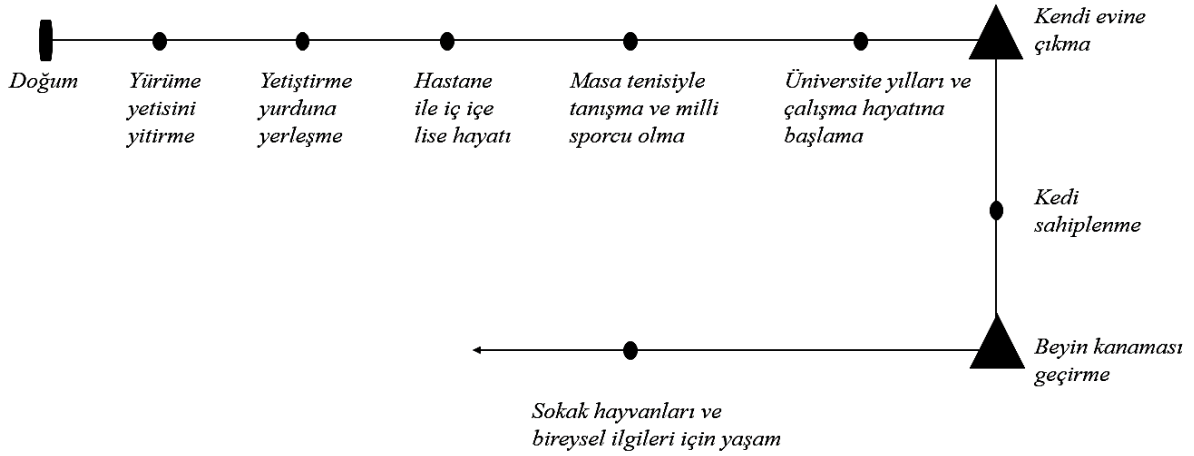 Doğum
Yürüme
yetisini
yitirme
Yetiştirme
yurduna
yerleşme
Hastane
ile iç içe
lise hayatı
Masa tenisiyle
tanışma ve milli
sporcu olma
Üniversite yılları ve
çalışma hayatına
başlama
Kendi evine
çıkma
Kedi
sahiplenme
Beyin kanaması
geçirme
Sokak hayvanları ve
bireysel ilgileri için yaşam